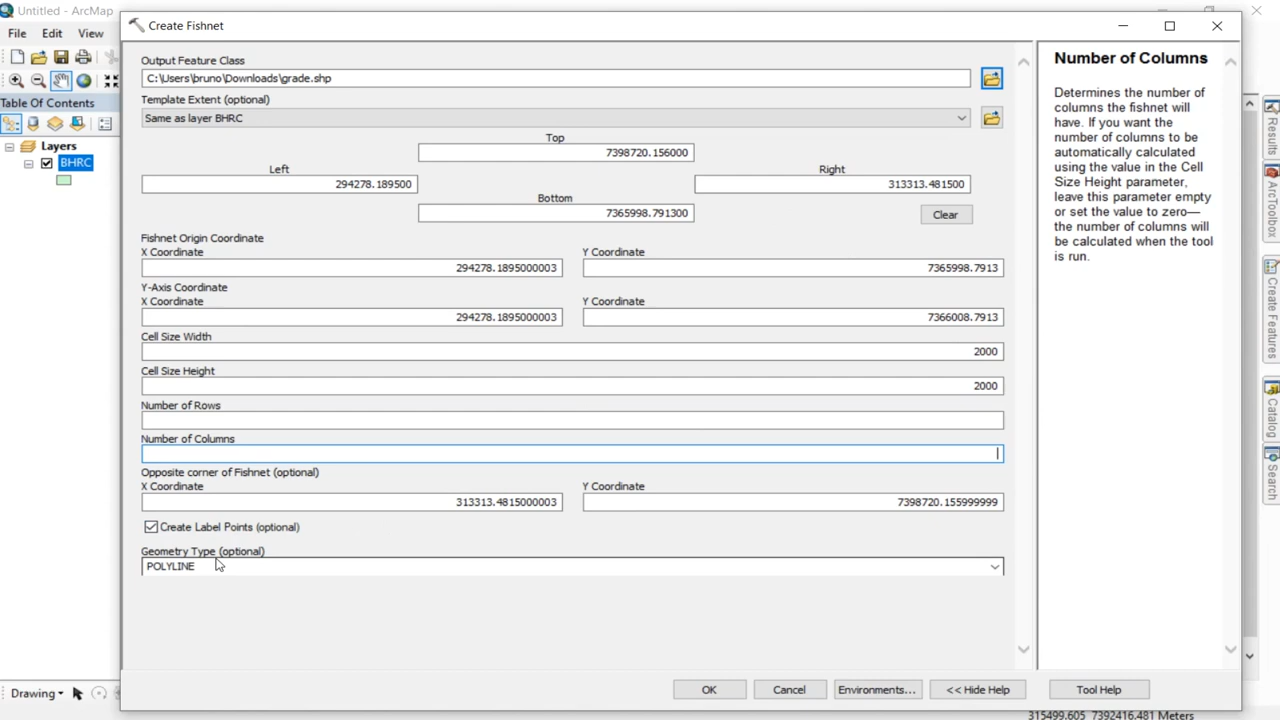 Untitled - ArcMap
Create Fishnet
File Edit View
Table Of Contents
Layers
BHRC
Drawing
Output Feature Class
C:\Users\bruno\Downloads\grade.shp
Template Extent (optional)
Same as layer BHRC
Top
7398720.156000
Left
Right
294278.189500
313313.481500
Bottom
7365998.791300
Clear
Fishnet Origin Coordinate
X Coordinate
Y Coordinate
294278.1895000003
7365998.7913
Y-Axis Coordinate
X Coordinate
Y Coordinate
294278.1895000003
7366008.7913
Cell Size Width
2000
Cell Size Height
2000
Number of Rows
Number of Columns
Opposite corner of Fishnet (optional)
X Coordinate
Y Coordinate
313313.4815000003
7398720.155999999
Create Label Points (optional)
Geometry Type (optional)
POLYLINE
OK
Cancel
Environments...
<< Hide Help
Tool Help
Number of Columns
Determines the number of
columns the fishnet will
have. If you want the
number of columns to be
automatically calculated
using the value in the Cell
Size Height parameter,
leave this parameter empty
or set the value to zero—
the number of columns will
be calculated when the tool
is run.
Results
ArcToolbox
Create Features
Catalog
Search
315499.605 7392416.481 Meters